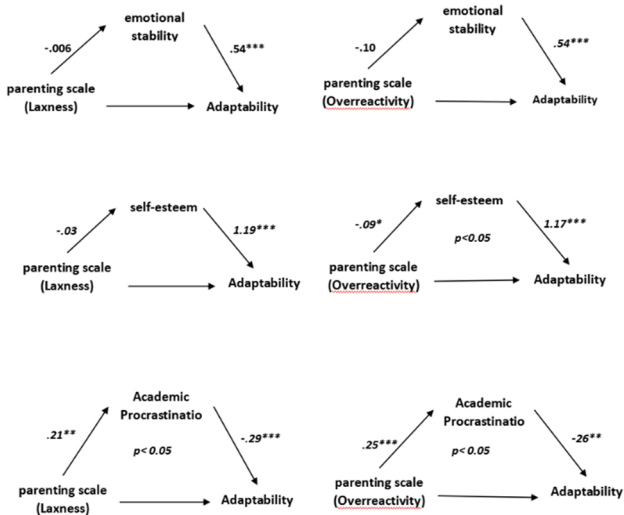 emotional
stability
-.006
.54***
parenting scale
(Laxness)
Adaptability
emotional
stability
-.10
.54***
parenting scale
(Overreactivity)
Adaptability
self-esteem
-.03
1.19***
parenting scale
(Laxness)
Adaptability
self-esteem
-.09*
1.17***
p<0.05
parenting scale
(Overreactivity)
Adaptability
Academic
Procrastinatio
.21**
-.29***
p<0.05
parenting scale
(Laxness)
Adaptability
Academic
Procrastinatio
.25***
-26**
p<0.05
parenting scale
(Overreactivity)
Adaptability